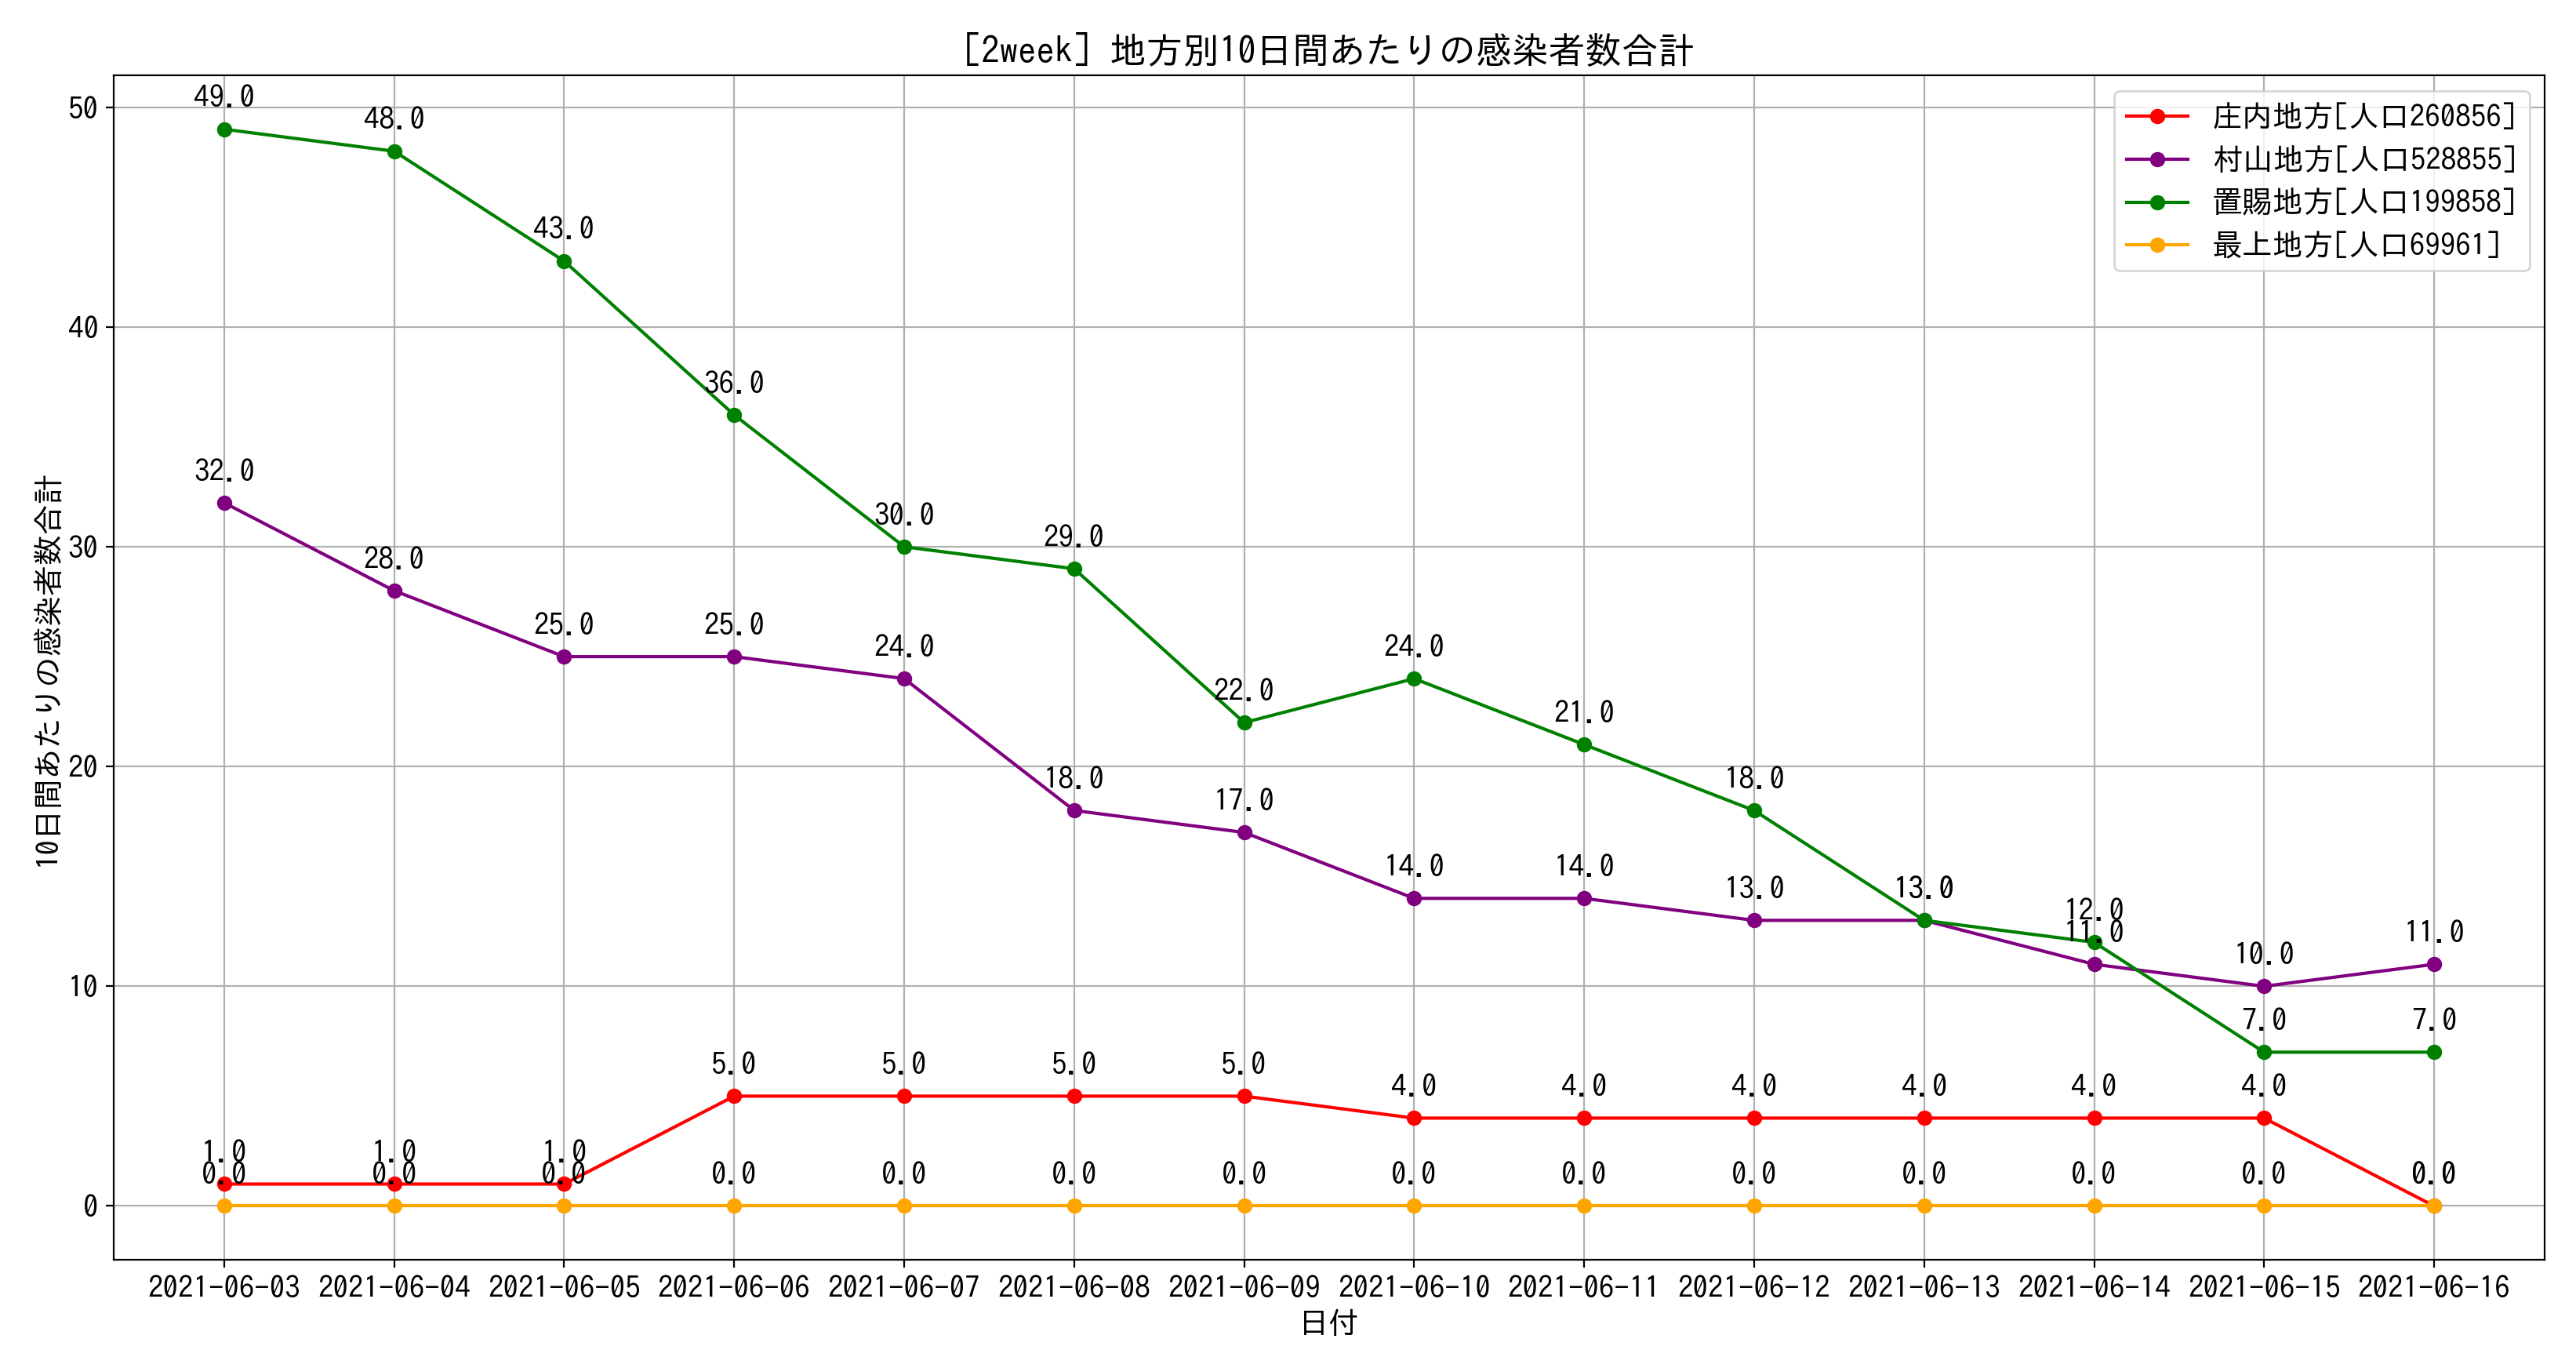 [2week] 地方別10日間あたりの感染者数合計
庄内地方[人口260856]
村山地方[人口528855]
置賜地方[人口199858]
最上地方[人口69961]
10日間あたりの感染者数合計
50
40
30
20
10
0
49.0 48.0 43.0 36.0 30.0 29.0 22.0 24.0 21.0 18.0 13.0 12.0 7.0 7.0
32.0 28.0 25.0 25.0 24.0 18.0 17.0 14.0 14.0 13.0 13.0 11.0 10.0 11.0
1.0 1.0 1.0 5.0 5.0 5.0 5.0 4.0 4.0 4.0 4.0 4.0 4.0 0.0
0.0 0.0 0.0 0.0 0.0 0.0 0.0 0.0 0.0 0.0 0.0 0.0 0.0 0.0
2021-06-03 2021-06-04 2021-06-05 2021-06-06 2021-06-07 2021-06-08 2021-06-09 2021-06-10 2021-06-11 2021-06-12 2021-06-13 2021-06-14 2021-06-15 2021-06-16
日付